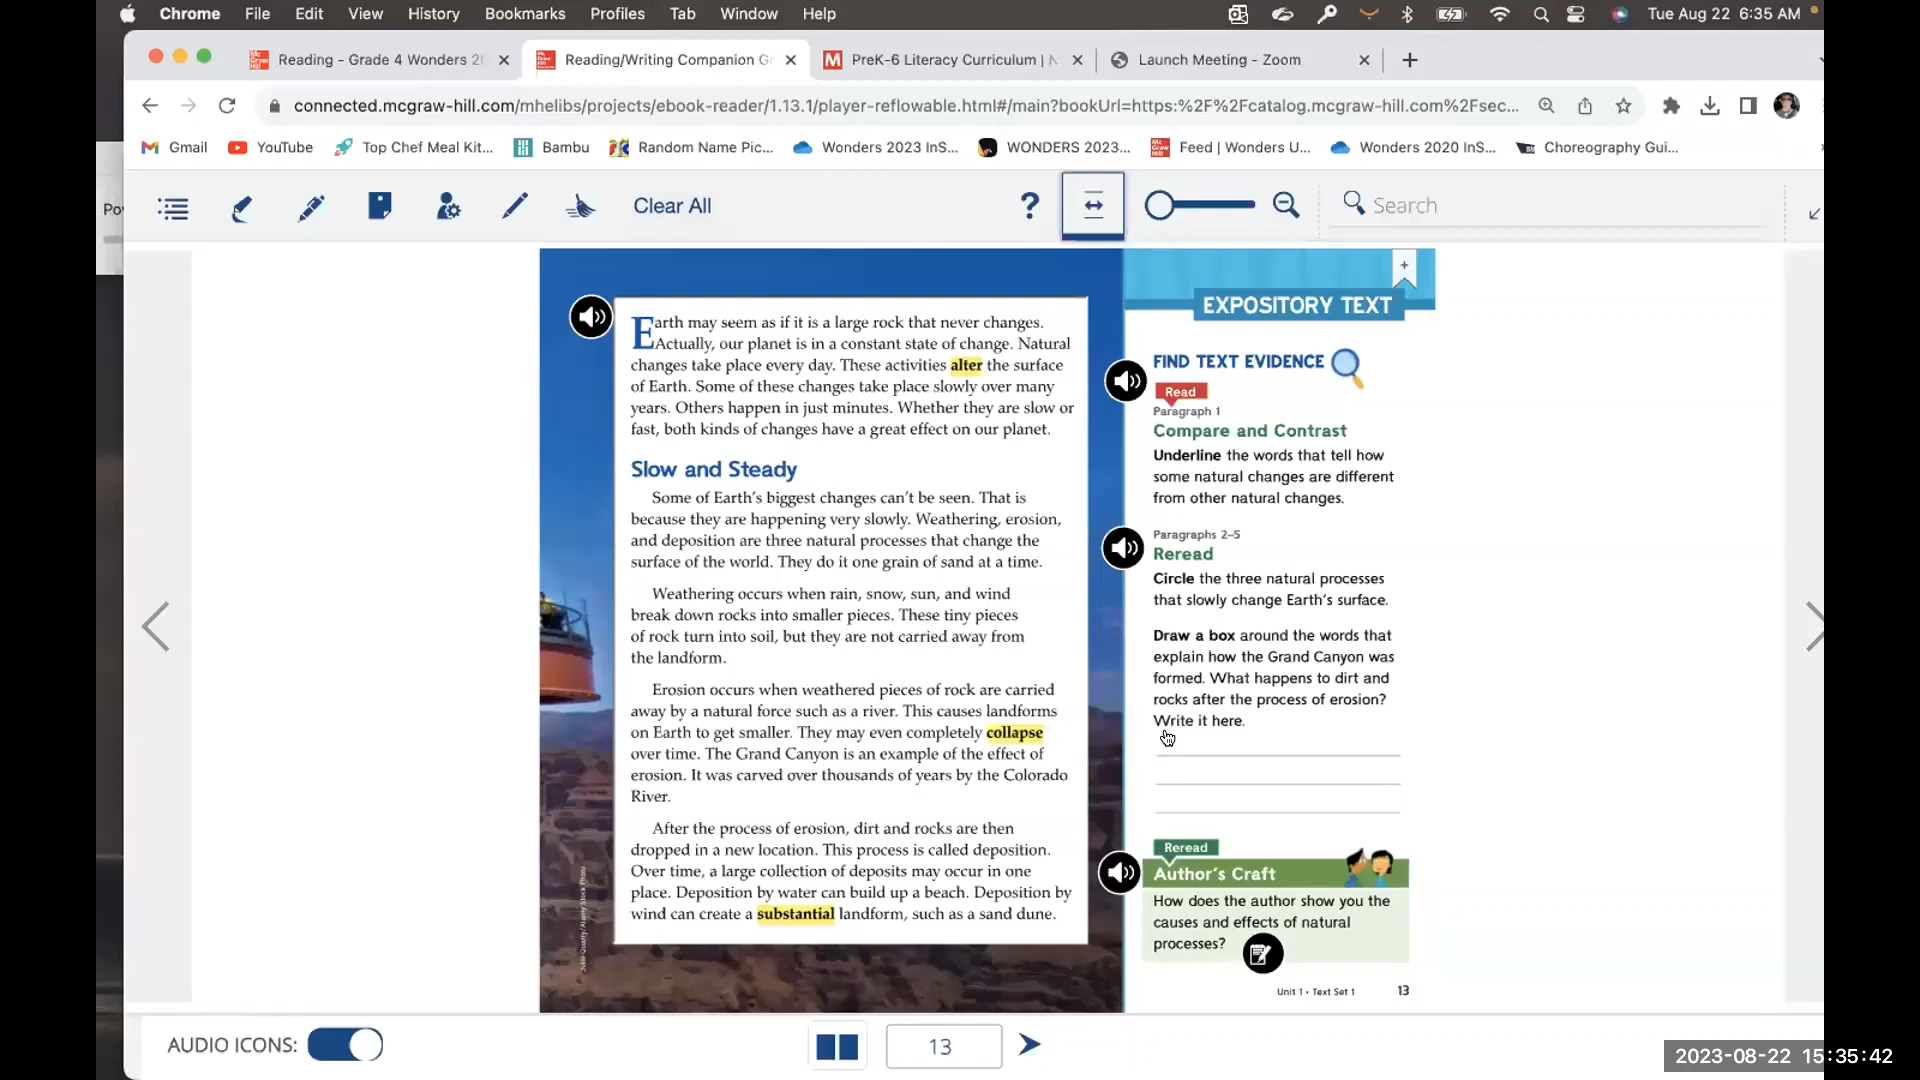 Chrome File Edit View History Bookmarks Profiles Tab Window Help Tue Aug 22 6:35 AM
Reading - Grade 4 Wonders 2 Reading/Writing Companion Gr PreK-6 Literacy Curriculum | Launch Meeting - Zoom
connected.mcgraw-hill.com/mhelibs/projects/ebook-reader/1.13.1/player-reflowable.html#/main?bookUrl=https:%2F%2Fcatalog.mcgraw-hill.com%2Fsec...
Gmail YouTube Top Chef Meal Kit... Bambu Random Name Pic... Wonders 2023 InS... WONDERS 2023... Feed | Wonders U... Wonders 2020 InS... Choreography Gui...
Clear All ? Search
EXPOSITORY TEXT
Earth may seem as if it is a large rock that never changes.
Actually, our planet is in a constant state of change. Natural
changes take place every day. These activities alter the surface
of Earth. Some of these changes take place slowly over many
years. Others happen in just minutes. Whether they are slow or
fast, both kinds of changes have a great effect on our planet.
Slow and Steady
Some of Earth's biggest changes can't be seen. That is
because they are happening very slowly. Weathering, erosion,
and deposition are three natural processes that change the
surface of the world. They do it one grain of sand at a time.
Weathering occurs when rain, snow, sun, and wind
break down rocks into smaller pieces. These tiny pieces
of rock turn into soil, but they are not carried away from
the landform.
Erosion occurs when weathered pieces of rock are carried
away by a natural force such as a river. This causes landforms
on Earth to get smaller. They may even completely collapse
over time. The Grand Canyon is an example of the effect of
erosion. It was carved over thousands of years by the Colorado
River.
After the process of erosion, dirt and rocks are then
dropped in a new location. This process is called deposition.
Over time, a large collection of deposits may occur in one
place. Deposition by water can build up a beach. Deposition by
wind can create a substantial landform, such as a sand dune.
FIND TEXT EVIDENCE
Read
Paragraph 1
Compare and Contrast
Underline the words that tell how
some natural changes are different
from other natural changes.
Paragraphs 2–5
Reread
Circle the three natural processes
that slowly change Earth's surface.
Draw a box around the words that
explain how the Grand Canyon was
formed. What happens to dirt and
rocks after the process of erosion?
Write it here.
Reread
Author's Craft
How does the author show you the
causes and effects of natural
processes?
Unit 1 • Text Set 1 13
AUDIO ICONS: 13
2023-08-22 15:35:42